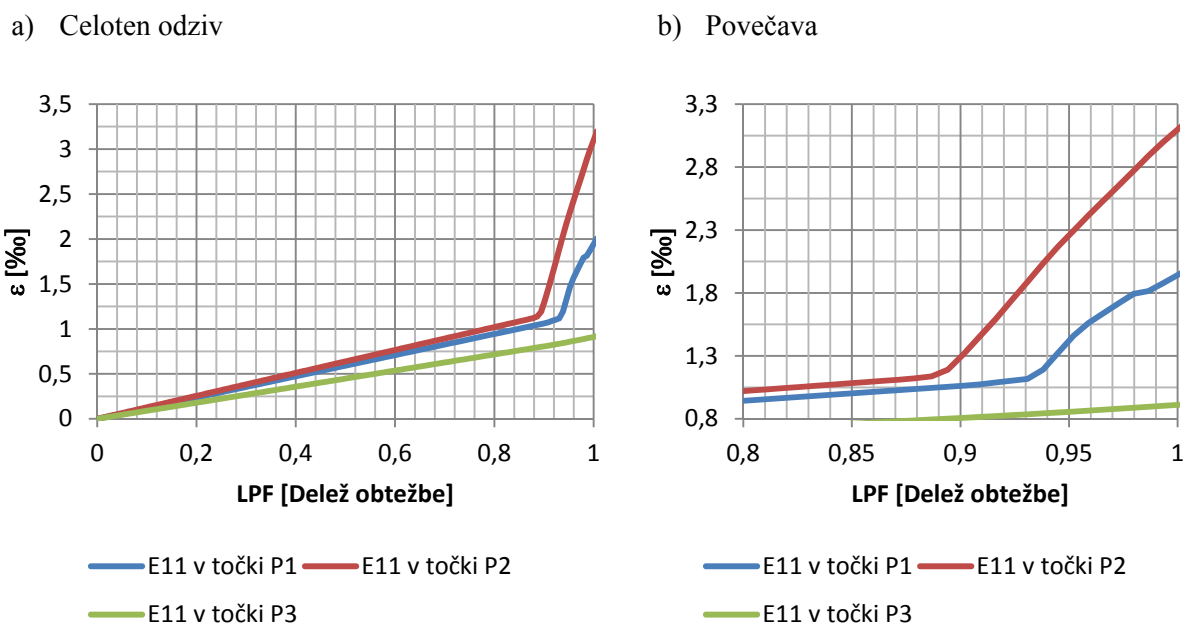 a) Celoten odziv
b) Povečava
3,5
3
2,5
2
1,5
1
0,5
0
ε [‰]
0
0,2
0,4
0,6
0,8
1
LPF [Delež obtežbe]
E11 v točki P1
E11 v točki P2
E11 v točki P3
3,3
2,8
2,3
1,8
1,3
0,8
ε [‰]
0,8
0,85
0,9
0,95
1
LPF [Delež obtežbe]
E11 v točki P1
E11 v točki P2
E11 v točki P3